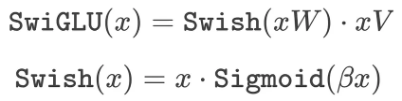 SwiGLU(x) = Swish(xW) · xV
Swish(x) = x · Sigmoid(βx)